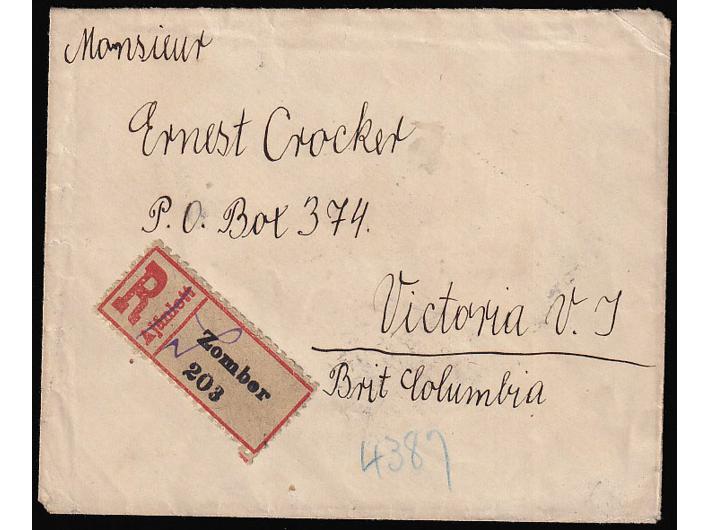 Monsieur
Ernest Crocker
P. O. Box 374.
Victoria V. I
Brit Columbia
R
Ajánlott
Zombor
203
4387